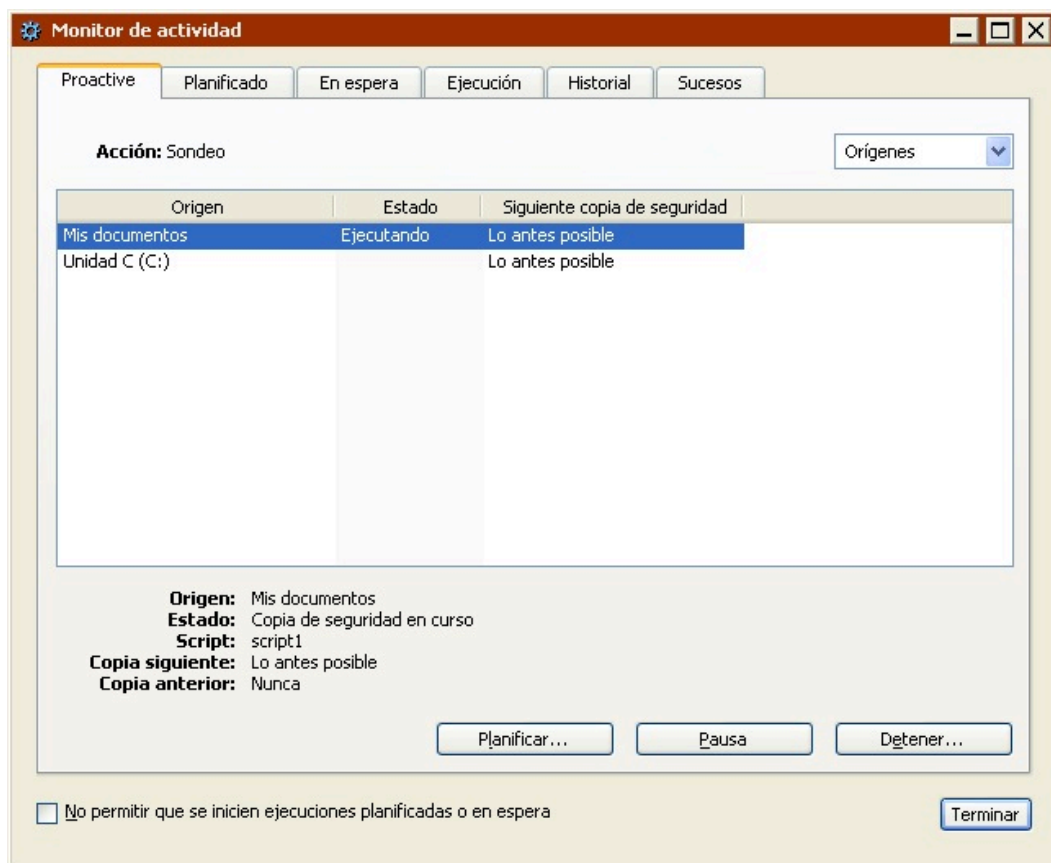 Monitor de actividad
Proactive Planificado En espera Ejecución Historial Sucesos
Acción: Sondeo Orígenes
Origen Estado Siguiente copia de seguridad
Mis documentos Ejecutando Lo antes posible
Unidad C (C:) Lo antes posible
Origen: Mis documentos
Estado: Copia de seguridad en curso
Script: script1
Copia siguiente: Lo antes posible
Copia anterior: Nunca
Planificar... Pausa Detener...
No permitir que se inicien ejecuciones planificadas o en espera Terminar